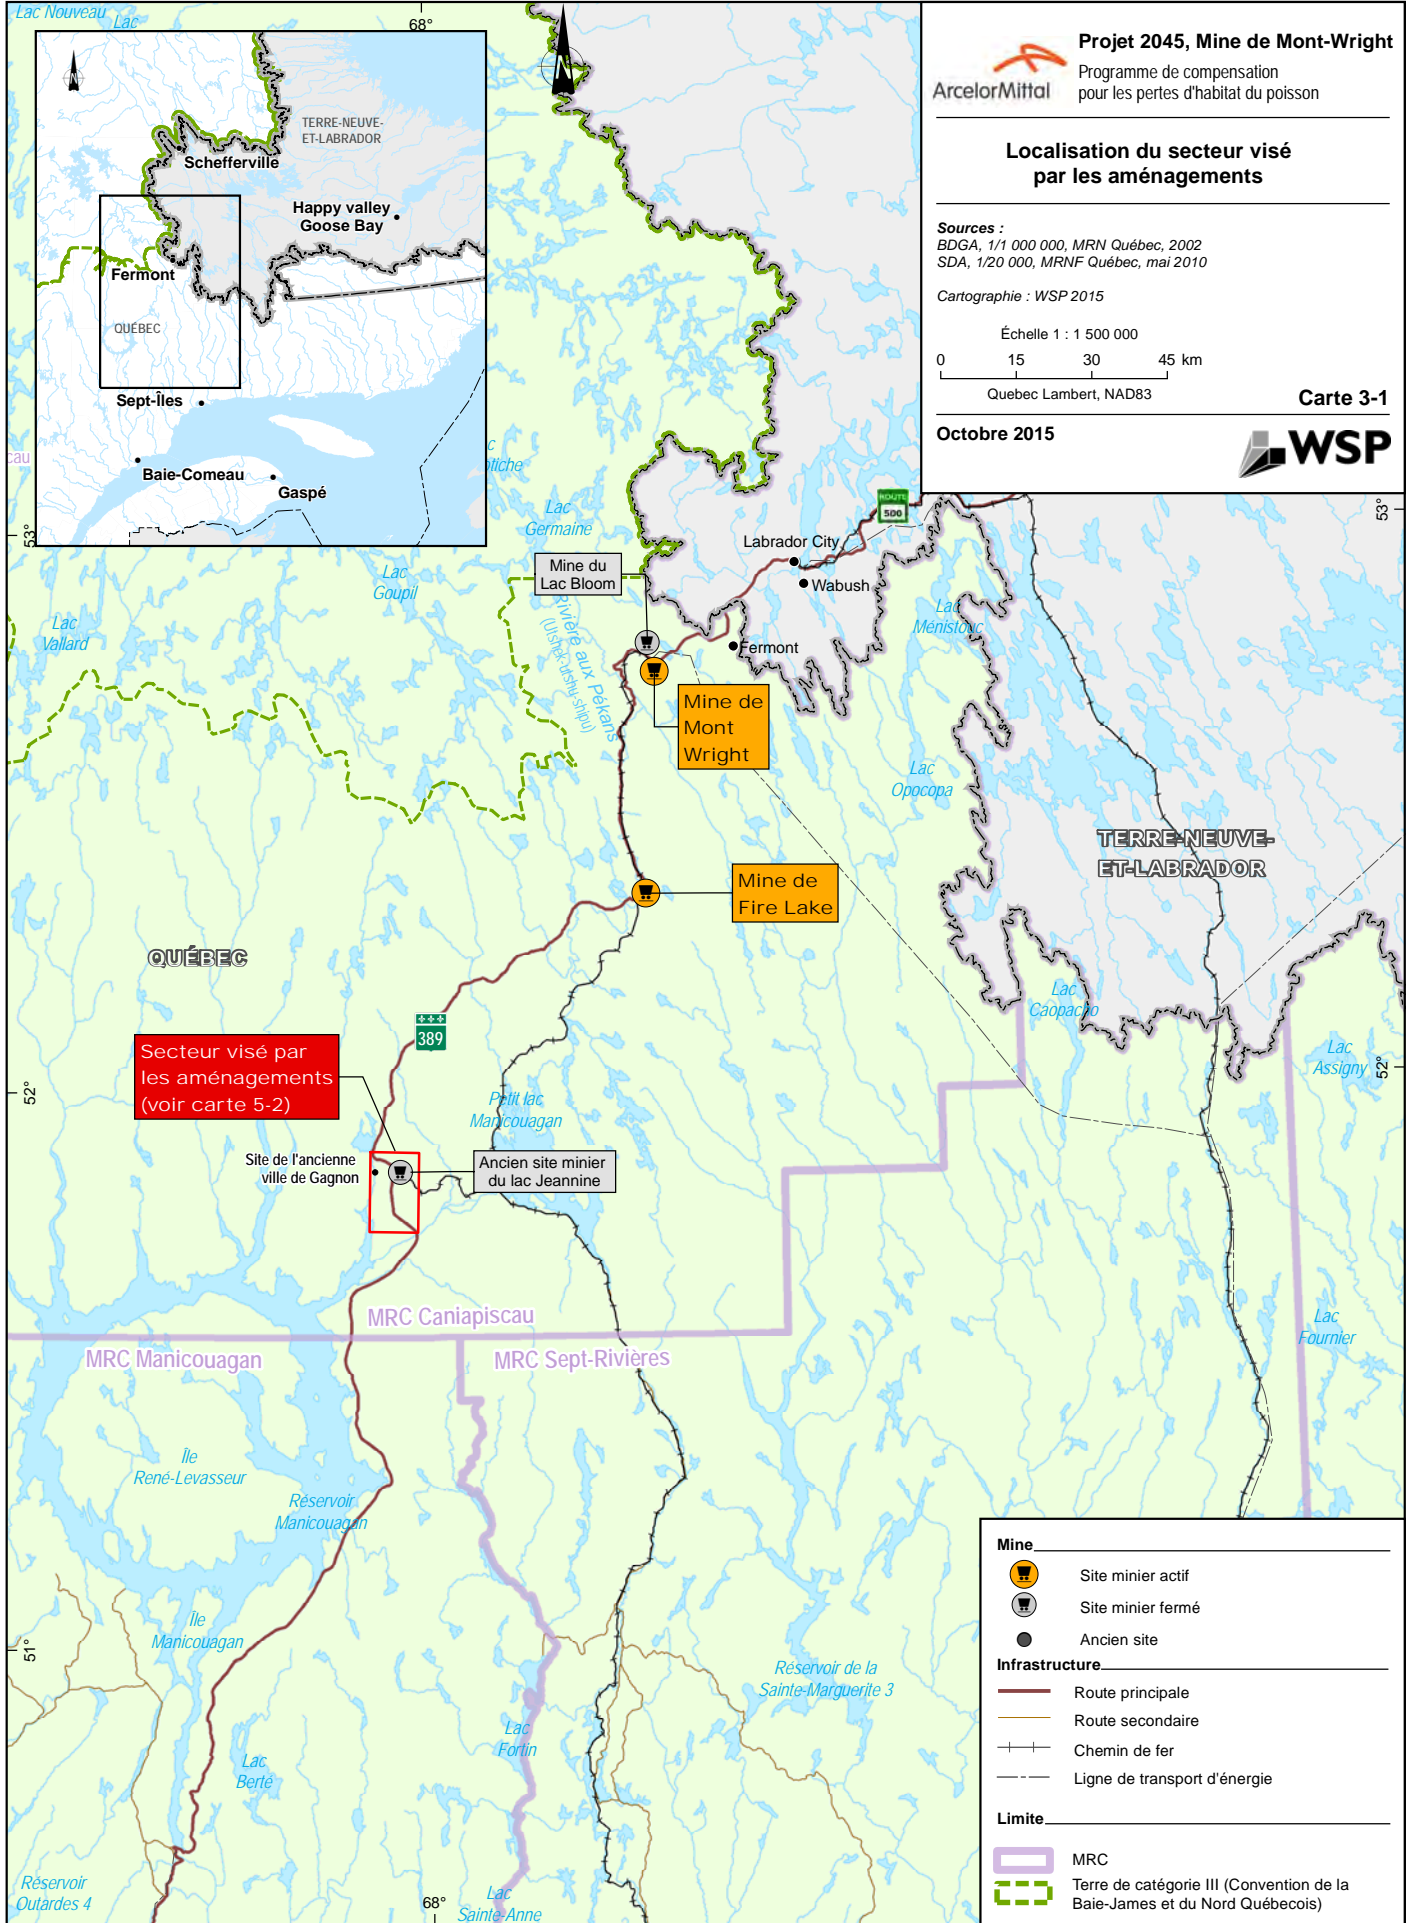 Lac Nouveau
Lac
68°
N
TERRE-NEUVE-
ET-LABRADOR
Schefferville
Happy valley
Goose Bay
Fermont
QUÉBEC
Sept-Îles
Baie-Comeau
Gaspé
ArcelorMittal
Projet 2045, Mine de Mont-Wright
Programme de compensation
pour les pertes d'habitat du poisson
Localisation du secteur visé
par les aménagements
Sources :
BDGA, 1/1 000 000, MRN Québec, 2002
SDA, 1/20 000, MRNF Québec, mai 2010
Cartographie : WSP 2015
Échelle 1 : 1 500 000
0 15 30 45 km
Quebec Lambert, NAD83
Carte 3-1
Octobre 2015
WSP
cau
53°
53°
Lac
Germaine
ROUTE
500
Labrador City
Wabush
Mine du
Lac Bloom
Lac
Goupil
Lac
Vallard
Rivière aux Pékans
Lac
Ménistouc
Fermont
Mine de
Mont
Wright
Lac
Opocopa
TERRE-NEUVE-
ET-LABRADOR
Mine de
Fire Lake
QUÉBEC
389
Lac
Caopacho
Lac
Assigny
52°
52°
Secteur visé par
les aménagements
(voir carte 5-2)
Petit lac
Manicouagan
Site de l'ancienne
ville de Gagnon
Ancien site minier
du lac Jeannine
MRC Caniapiscau
MRC Manicouagan
MRC Sept-Rivières
Lac
Fournier
Île
René-Levasseur
Réservoir
Manicouagan
Île
Manicouagan
51°
Réservoir de la
Sainte-Marguerite 3
Lac
Fortin
Lac
Berté
Réservoir
Outardes 4
68°
Lac
Sainte-Anne
Mine
Site minier actif
Site minier fermé
Ancien site
Infrastructure
Route principale
Route secondaire
Chemin de fer
Ligne de transport d'énergie
Limite
MRC
Terre de catégorie III (Convention de la
Baie-James et du Nord Québecois)